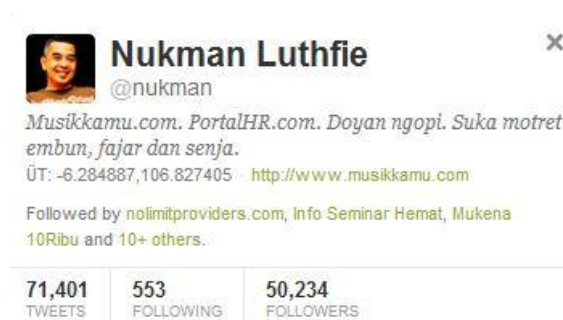 Nukman Luthfie
@nukman
Musikkamu.com. PortalHR.com. Doyan ngopi. Suka motret
embun, fajar dan senja.
ÜT: -6.284887,106.827405 · http://www.musikkamu.com
Followed by nolimitproviders.com, Info Seminar Hemat, Mukena
10Ribu and 10+ others.
71,401 553 50,234
TWEETS FOLLOWING FOLLOWERS